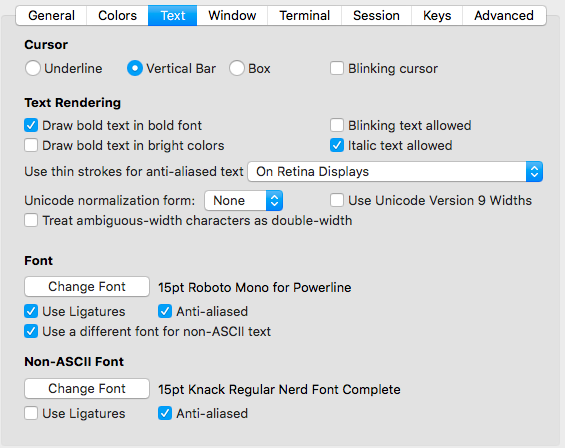 General Colors Text Window Terminal Session Keys Advanced
Cursor
Underline Vertical Bar Box Blinking cursor
Text Rendering
Draw bold text in bold font Blinking text allowed
Draw bold text in bright colors Italic text allowed
Use thin strokes for anti-aliased text On Retina Displays
Unicode normalization form: None Use Unicode Version 9 Widths
Treat ambiguous-width characters as double-width
Font
Change Font 15pt Roboto Mono for Powerline
Use Ligatures Anti-aliased
Use a different font for non-ASCII text
Non-ASCII Font
Change Font 15pt Knack Regular Nerd Font Complete
Use Ligatures Anti-aliased